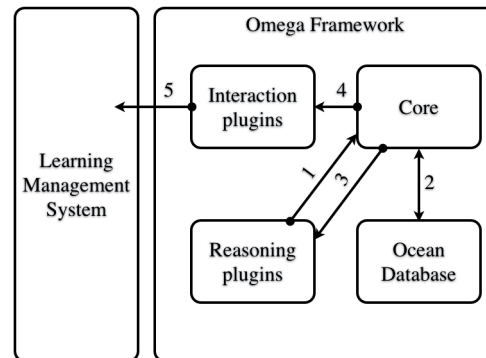 Omega Framework
5
4
Interaction
plugins
Core
Learning
Management
System
1
3
2
Reasoning
plugins
Ocean
Database